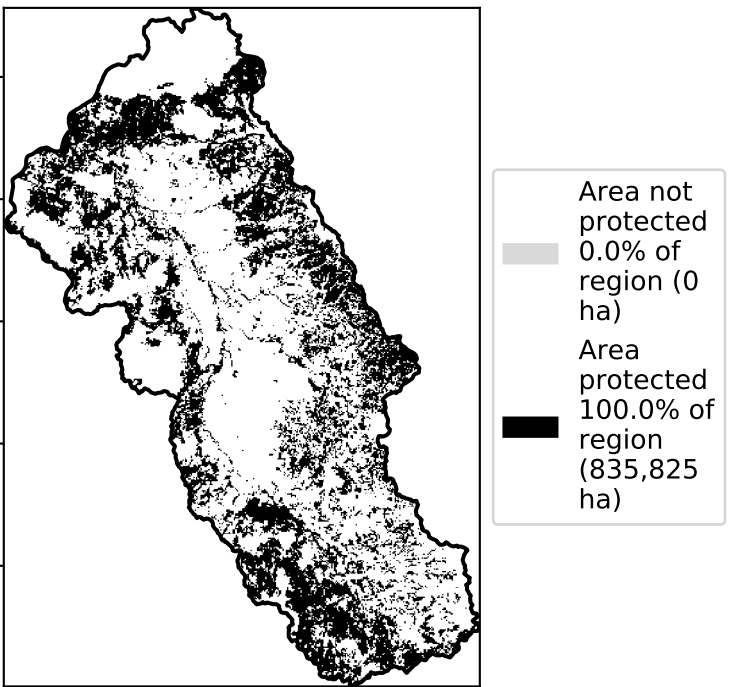 Area not
protected
0.0% of
region (0
ha)
Area
protected
100.0% of
region
(835,825
ha)